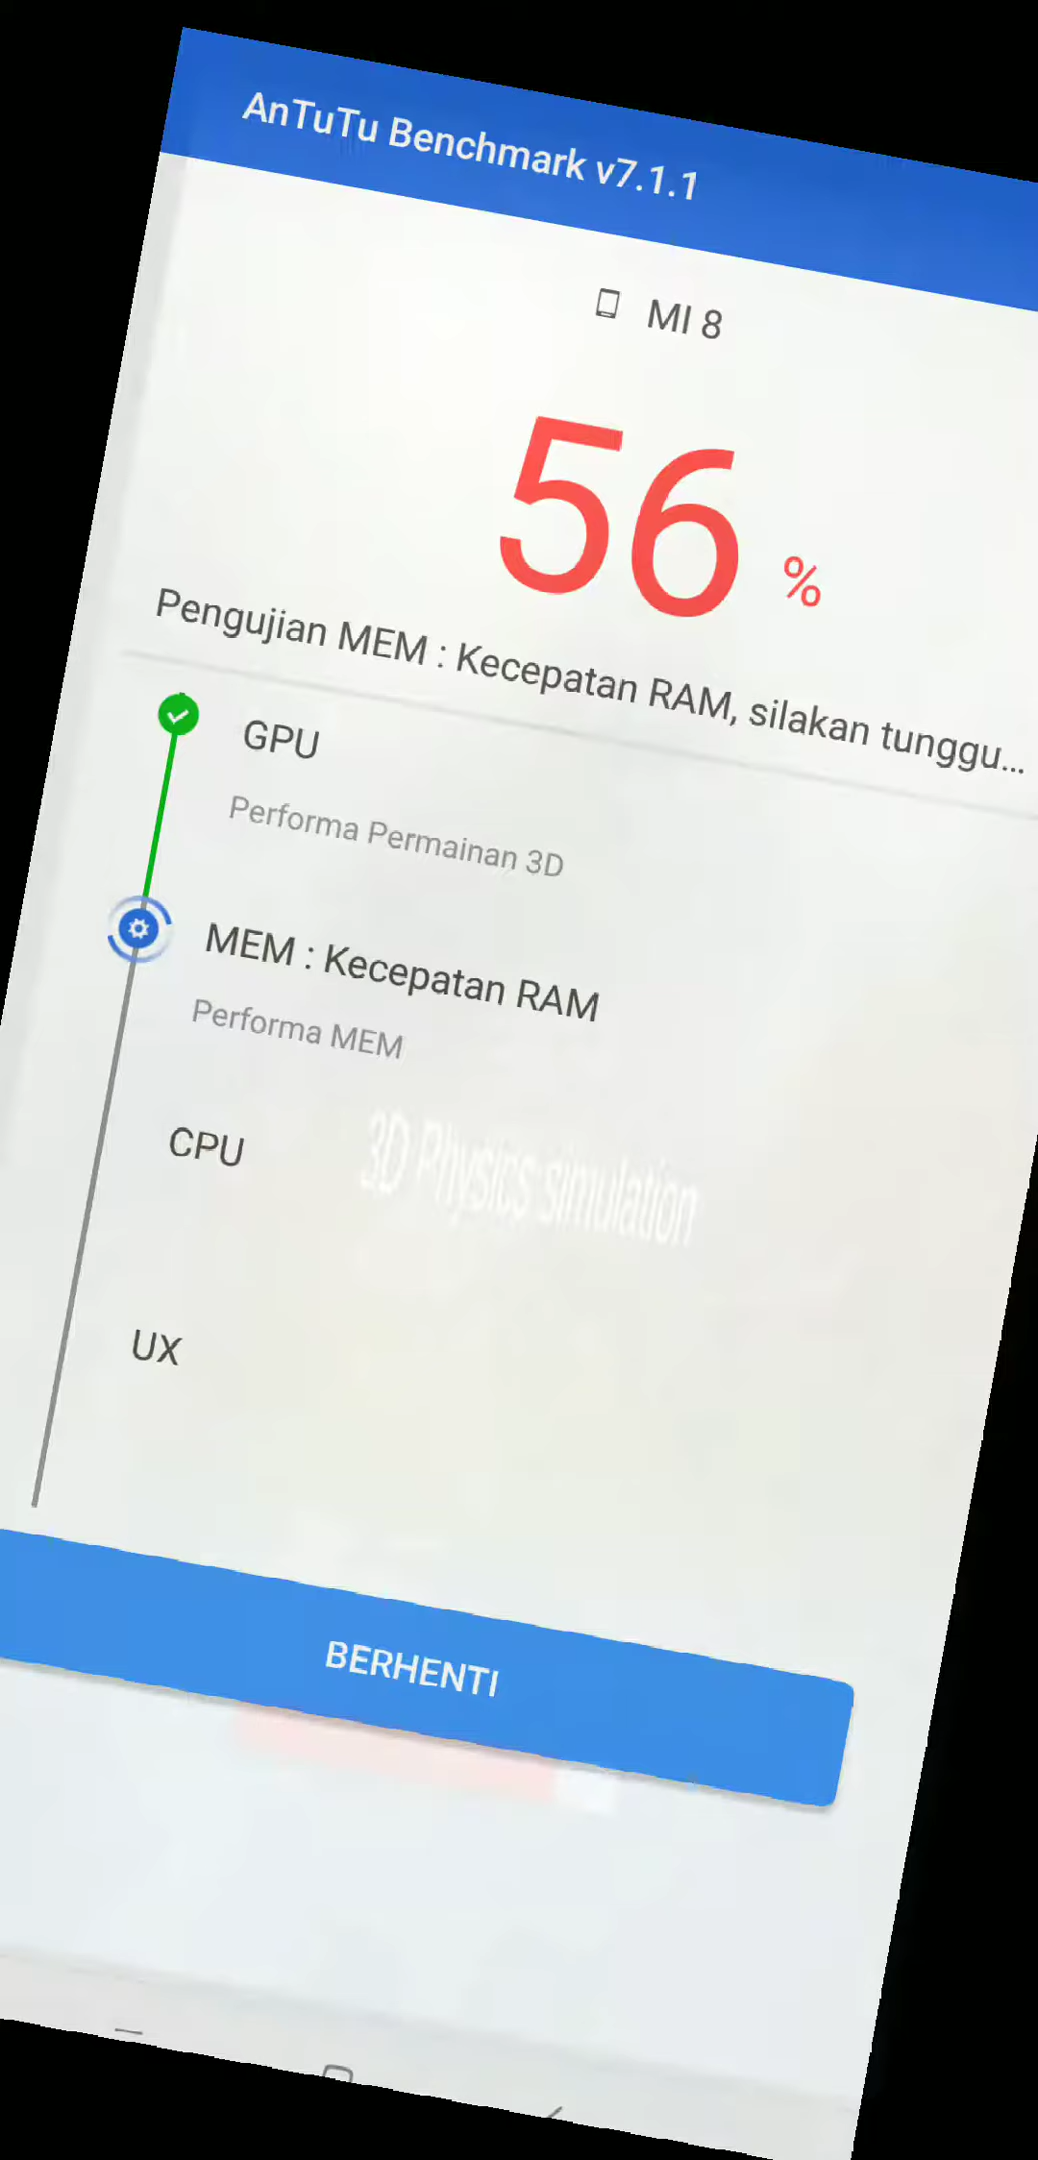 AnTuTu Benchmark v7.1.1
MI 8
56 %
Pengujian MEM : Kecepatan RAM, silakan tunggu...
GPU
Performa Permainan 3D
MEM : Kecepatan RAM
Performa MEM
CPU
3D Physics simulation
UX
BERHENTI